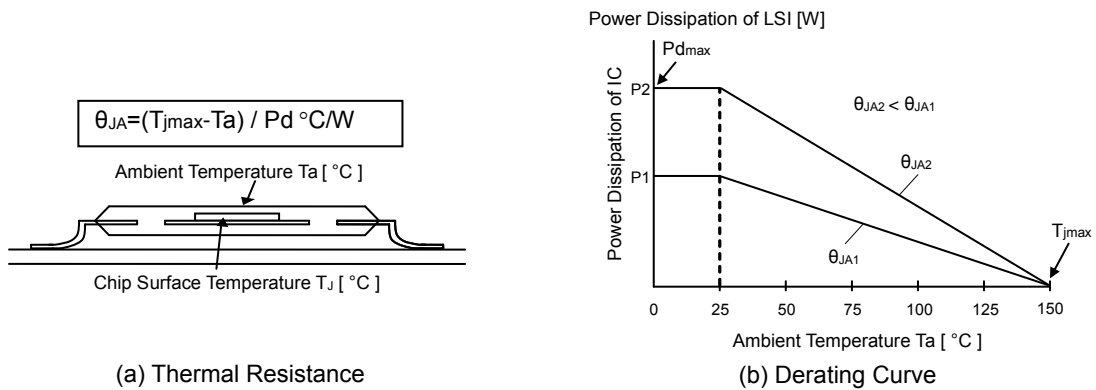 θJA=(Tjmax-Ta) / Pd °C/W
Ambient Temperature Ta [ °C ]
Chip Surface Temperature TJ [ °C ]
(a) Thermal Resistance
Power Dissipation of LSI [W]
Pdmax
P2
θJA2 < θJA1
θJA2
P1
Tjmax
θJA1
Power Dissipation of IC
0 25 50 75 100 125 150
Ambient Temperature Ta [ °C ]
(b) Derating Curve